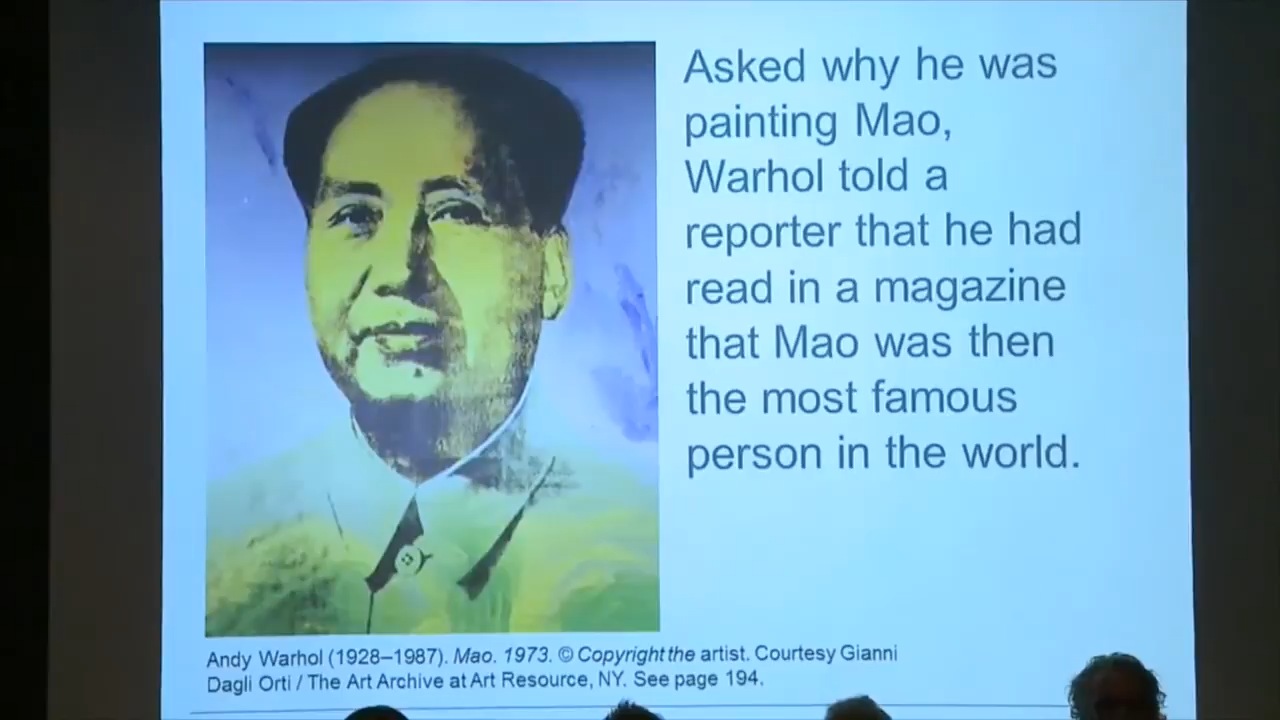 Asked why he was
painting Mao,
Warhol told a
reporter that he had
read in a magazine
that Mao was then
the most famous
person in the world.
Andy Warhol (1928–1987). Mao. 1973. © Copyright the artist. Courtesy Gianni
Dagli Orti / The Art Archive at Art Resource, NY. See page 194.